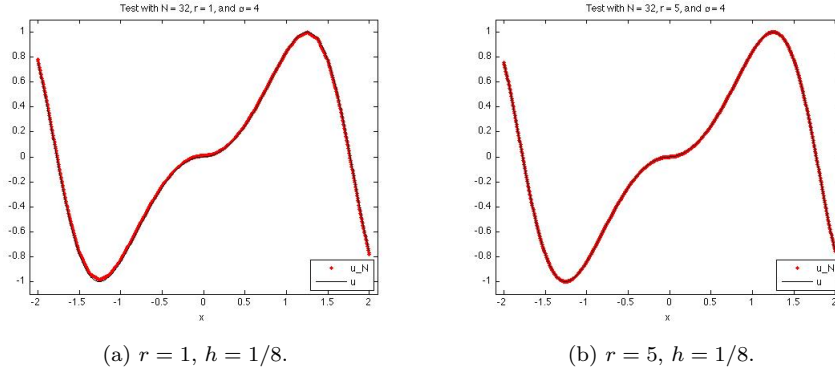 Test with N = 32, r = 1, and ø = 4
1
0.8
0.6
0.4
0.2
0
-0.2
-0.4
-0.6
-0.8
-1
-2 -1.5 -1 -0.5 0 0.5 1 1.5 2
x
u_N
u
(a) r = 1, h = 1/8.
Test with N = 32, r = 5, and ø = 4
1
0.8
0.6
0.4
0.2
0
-0.2
-0.4
-0.6
-0.8
-1
-2 -1.5 -1 -0.5 0 0.5 1 1.5 2
x
u_N
u
(b) r = 5, h = 1/8.